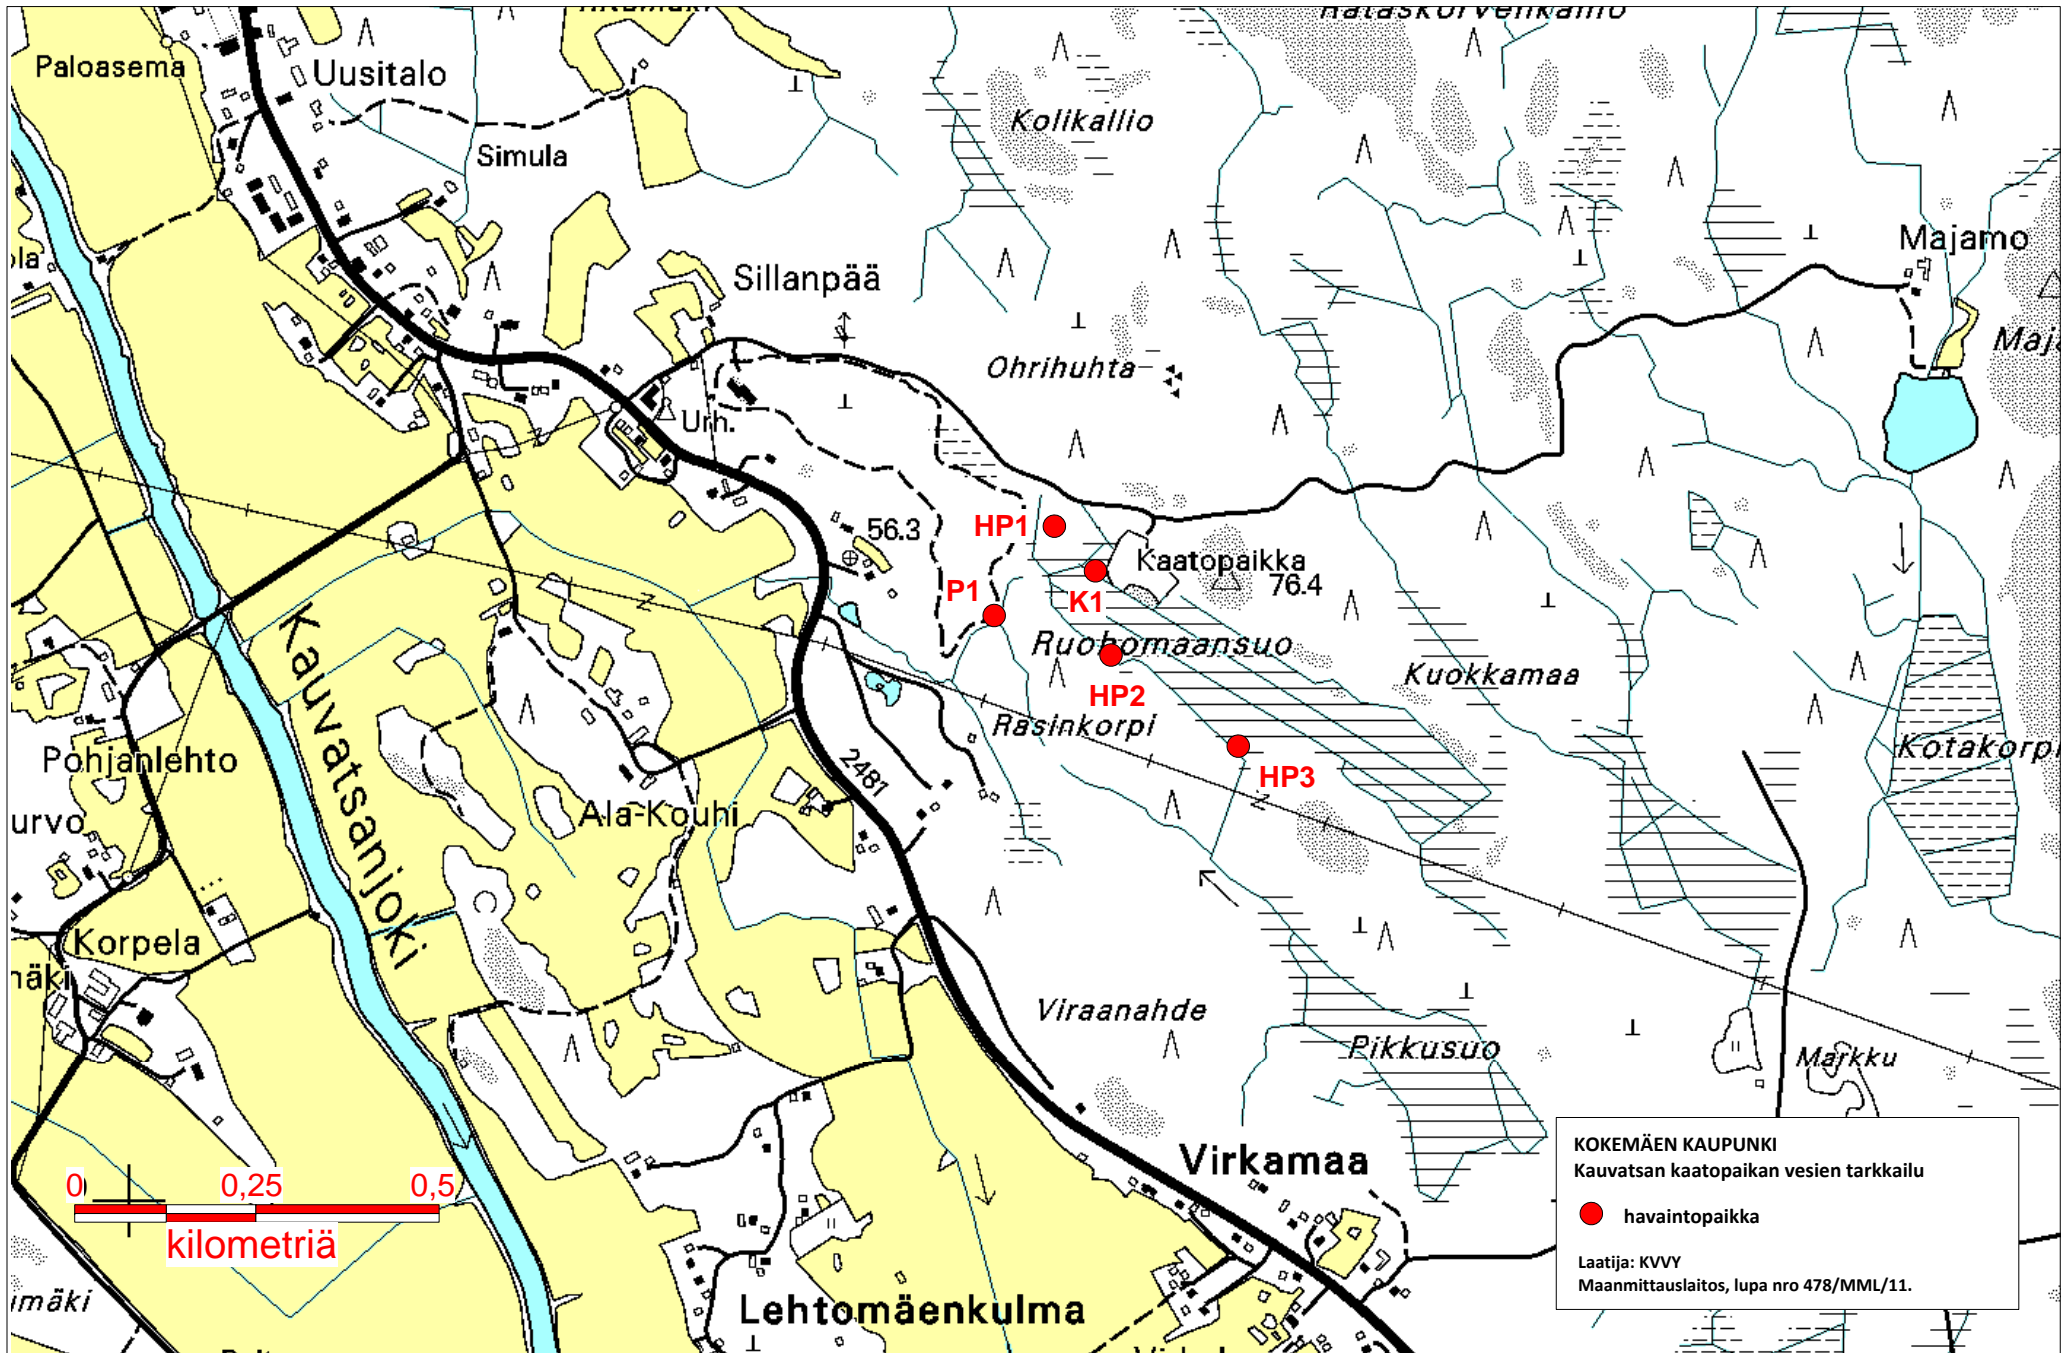 Rataskorvenkallio
Paloasema
Uusitalo
Kolikallio
Simula
Majamo
Sillanpää
Ohrihuhta
Urh.
56.3
HP1
Kaatopaikka
76.4
P1
K1
Ruohomaansuo
Kuokkamaa
HP2
Rasinkorpi
Kauvatsanjoki
Pohjanlehto
2481
HP3
Kotakorpi
Ala-Kouhi
urvo
Korpela
Viraanahde
Pikkusuo
Markku
Virkamaa
0
0,25
0,5
kilometriä
Lehtomäenkulma
KOKEMÄEN KAUPUNKI
Kauvatsan kaatopaikan vesien tarkkailu
havaintopaikka
Laatija: KVVY
Maanmittauslaitos, lupa nro 478/MML/11.